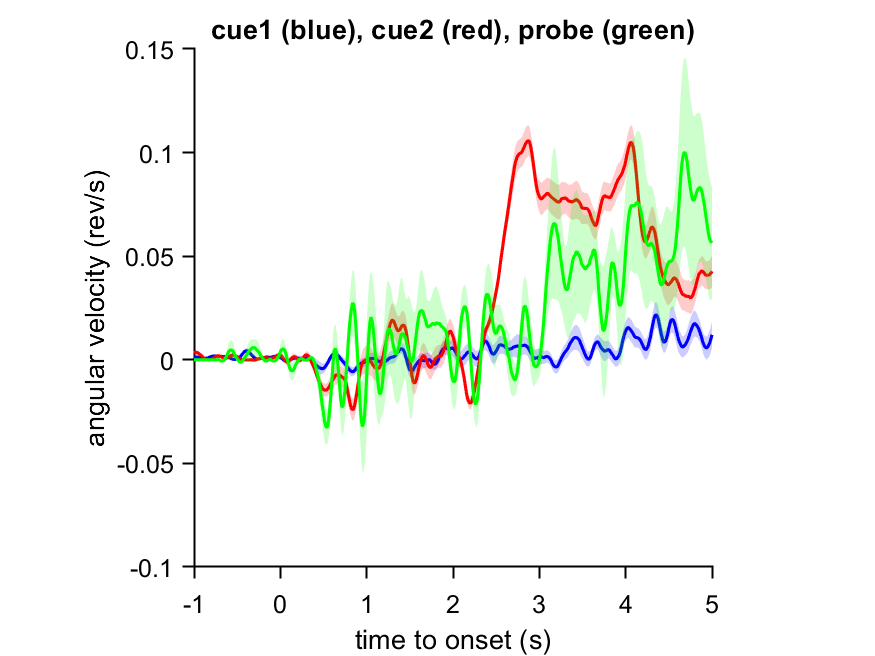 cue1 (blue), cue2 (red), probe (green)
0.15
0.1
0.05
0
-0.05
-0.1
angular velocity (rev/s)
-1 0 1 2 3 4 5
time to onset (s)